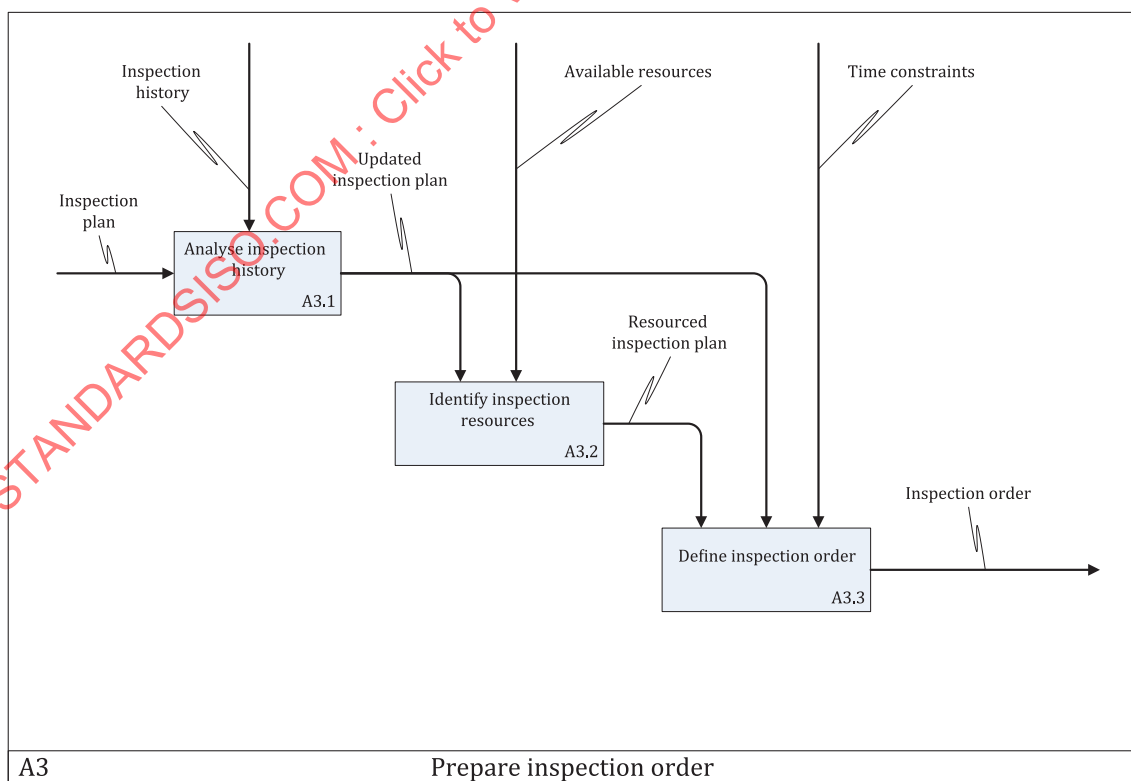 Inspection
history
Available resources
Time constraints
Updated
inspection plan
Inspection
plan
Analyse inspection
history
A3.1
Resourced
inspection plan
Identify inspection
resources
A3.2
Inspection order
Define inspection order
A3.3
STANDARDSISO.COM : Click to
A3
Prepare inspection order